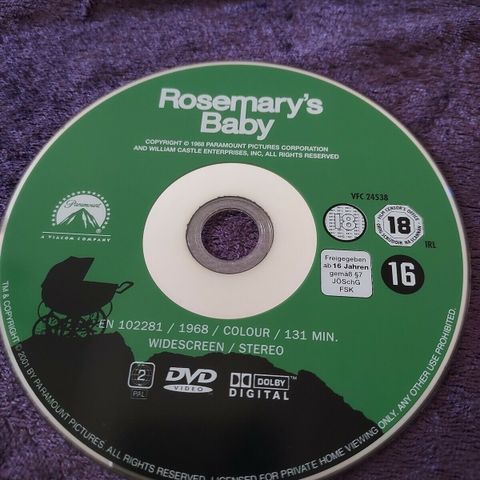 Rosemary's
Baby
COPYRIGHT © 1968 PARAMOUNT PICTURES CORPORATION
AND WILLIAM CASTLE ENTERPRISES, INC, ALL RIGHTS RESERVED
Paramount
A VIACOM COMPANY
VFC 24538
18
18
IRL
Freigegeben
ab 16 Jahren
gemäß §7
JÖSchG
FSK
16
EN 102281 / 1968 / COLOUR / 131 MIN.
WIDESCREEN / STEREO
2
PAL
DVD
VIDEO
DOLBY
DIGITAL
TM & COPYRIGHT © 2001 BY PARAMOUNT PICTURES. ALL RIGHTS RESERVED. LICENSED FOR PRIVATE HOME VIEWING ONLY. ANY OTHER USE PROHIBITED.